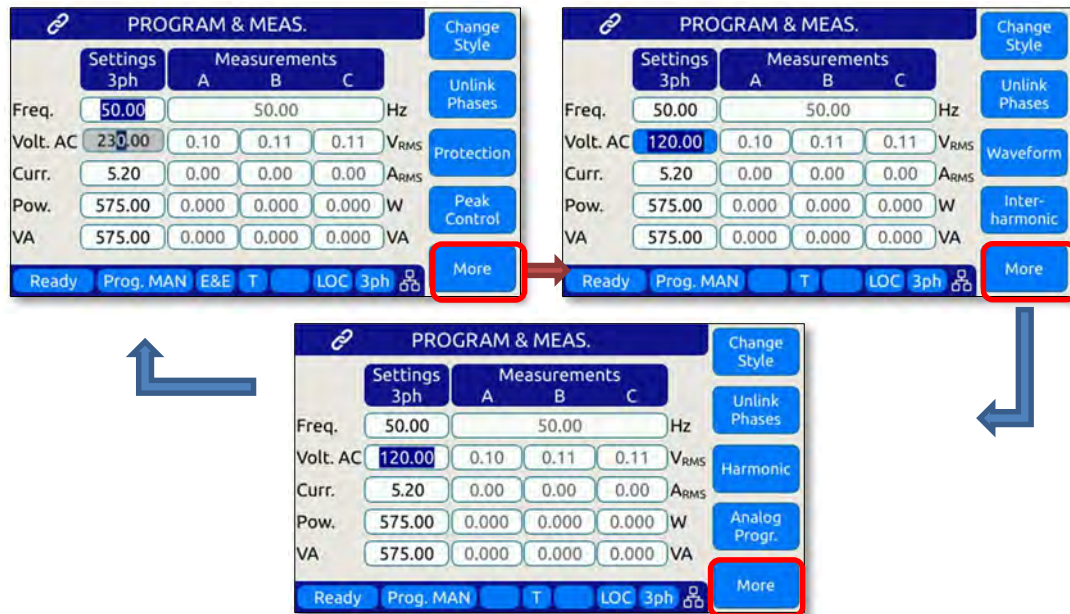 PROGRAM & MEAS.
Settings Measurements
3ph A B C
Freq. 50.00 50.00 Hz
Volt. AC 230.00 0.10 0.11 0.11 VRMS
Curr. 5.20 0.00 0.00 0.00 ARMS
Pow. 575.00 0.000 0.000 0.000 W
VA 575.00 0.000 0.000 0.000 VA
Ready Prog. MAN E&E T LOC 3ph
Change
Style
Unlink
Phases
Protection
Peak
Control
More
PROGRAM & MEAS.
Settings Measurements
3ph A B C
Freq. 50.00 50.00 Hz
Volt. AC 120.00 0.10 0.11 0.11 VRMS
Curr. 5.20 0.00 0.00 0.00 ARMS
Pow. 575.00 0.000 0.000 0.000 W
VA 575.00 0.000 0.000 0.000 VA
Ready Prog. MAN T LOC 3ph
Change
Style
Unlink
Phases
Waveform
Inter-
harmonic
More
PROGRAM & MEAS.
Settings Measurements
3ph A B C
Freq. 50.00 50.00 Hz
Volt. AC 120.00 0.10 0.11 0.11 VRMS
Curr. 5.20 0.00 0.00 0.00 ARMS
Pow. 575.00 0.000 0.000 0.000 W
VA 575.00 0.000 0.000 0.000 VA
Ready Prog. MAN T LOC 3ph
Change
Style
Unlink
Phases
Harmonic
Analog
Progr.
More